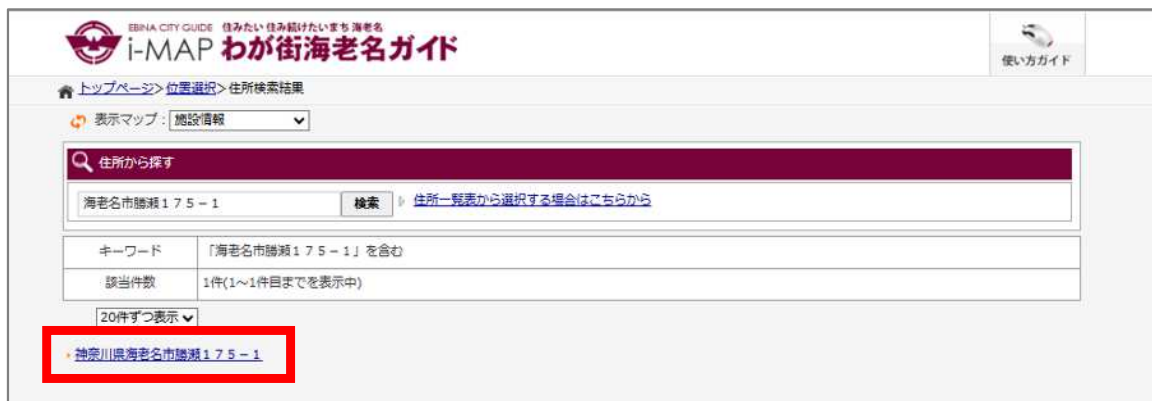 EBINA CITY GUIDE 住みたい 住み続けたいまち 海老名
i-MAP わが街海老名ガイド
使い方ガイド
トップページ>位置選択>住所検索結果
表示マップ：施設情報
住所から探す
海老名市勝瀬１７５－１ 検索 住所一覧表から選択する場合はこちらから
キーワード 「海老名市勝瀬１７５－１」を含む
該当件数 1件(1～1件目までを表示中)
20件ずつ表示
神奈川県海老名市勝瀬１７５－１